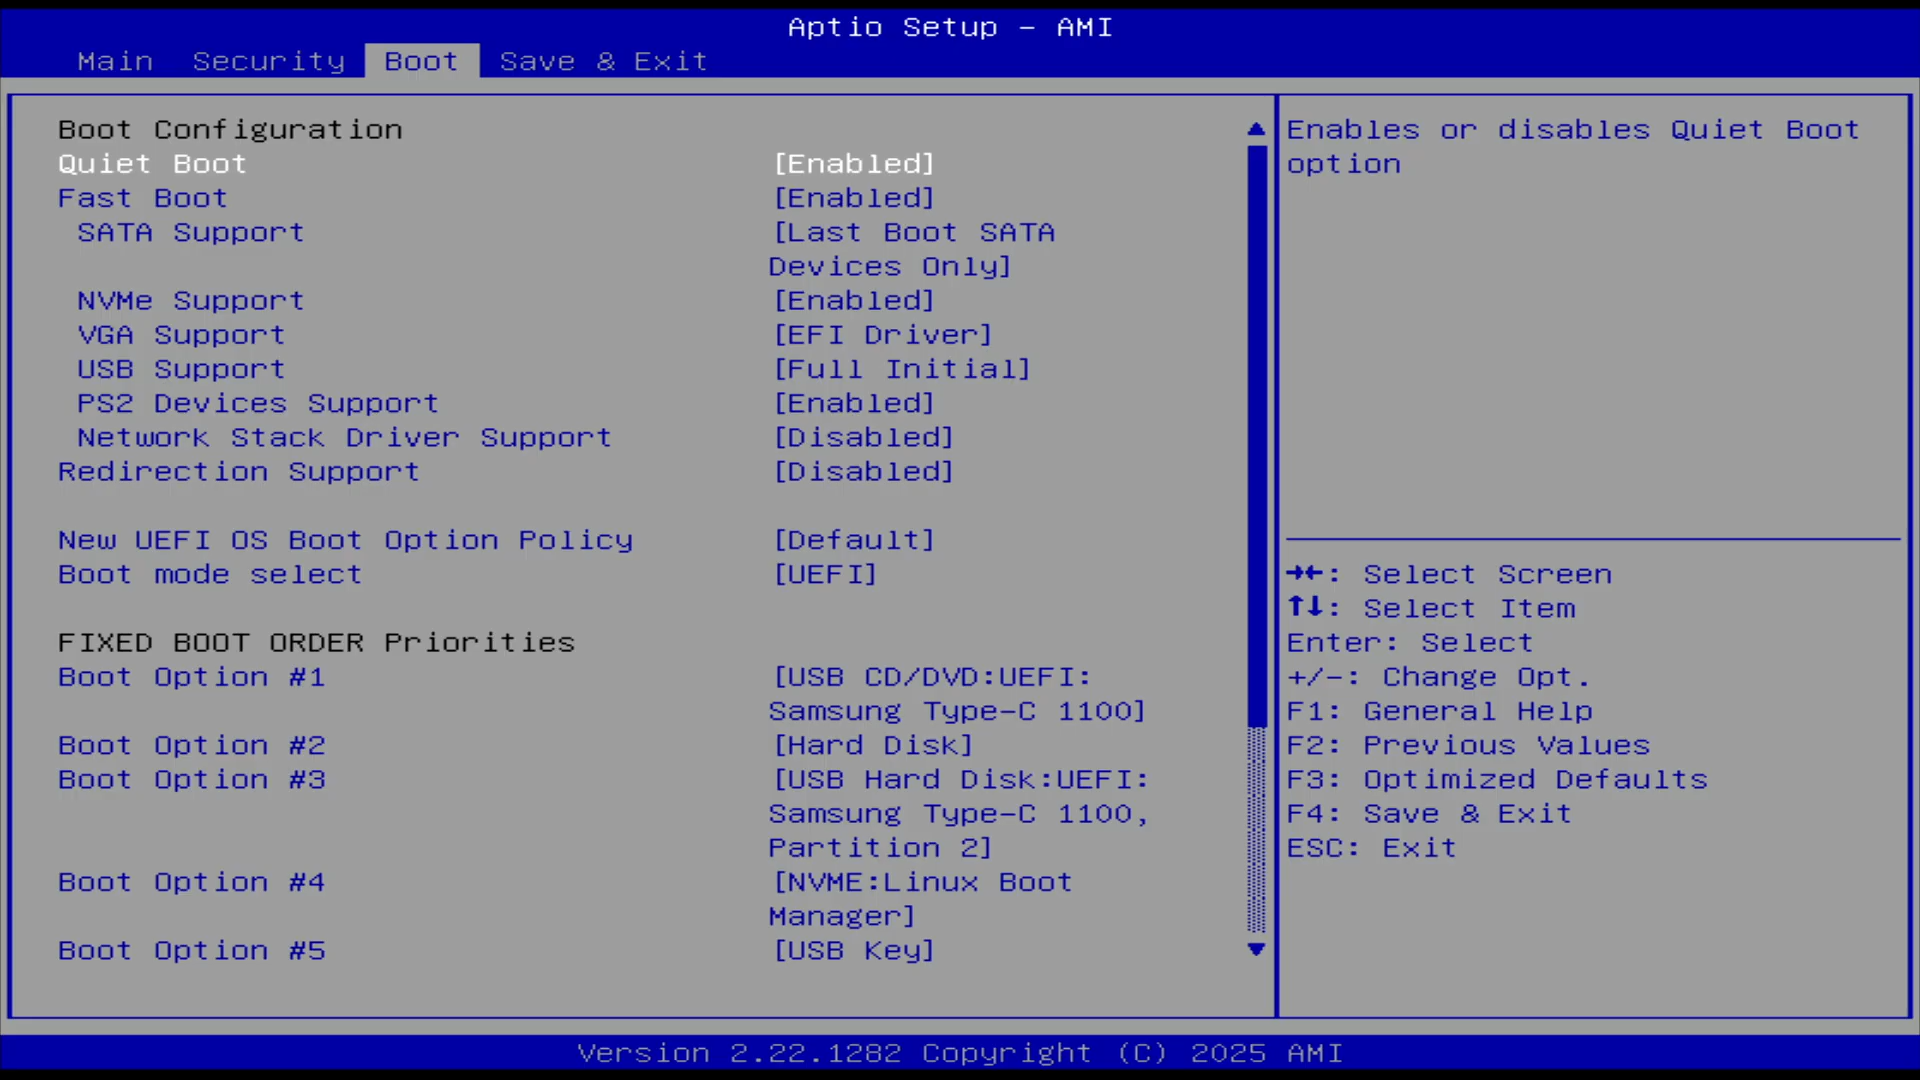 Aptio Setup – AMI
Main Security Boot Save & Exit
Boot Configuration
Quiet Boot [Enabled]
Fast Boot [Enabled]
SATA Support [Last Boot SATA
Devices Only]
NVMe Support [Enabled]
VGA Support [EFI Driver]
USB Support [Full Initial]
PS2 Devices Support [Enabled]
Network Stack Driver Support [Disabled]
Redirection Support [Disabled]
New UEFI OS Boot Option Policy [Default]
Boot mode select [UEFI]
FIXED BOOT ORDER Priorities
Boot Option #1 [USB CD/DVD:UEFI:
Samsung Type-C 1100]
Boot Option #2 [Hard Disk]
Boot Option #3 [USB Hard Disk:UEFI:
Samsung Type-C 1100,
Partition 2]
Boot Option #4 [NVME:Linux Boot
Manager]
Boot Option #5 [USB Key]
Enables or disables Quiet Boot
option
→←: Select Screen
↑↓: Select Item
Enter: Select
+/-: Change Opt.
F1: General Help
F2: Previous Values
F3: Optimized Defaults
F4: Save & Exit
ESC: Exit
Version 2.22.1282 Copyright (C) 2025 AMI